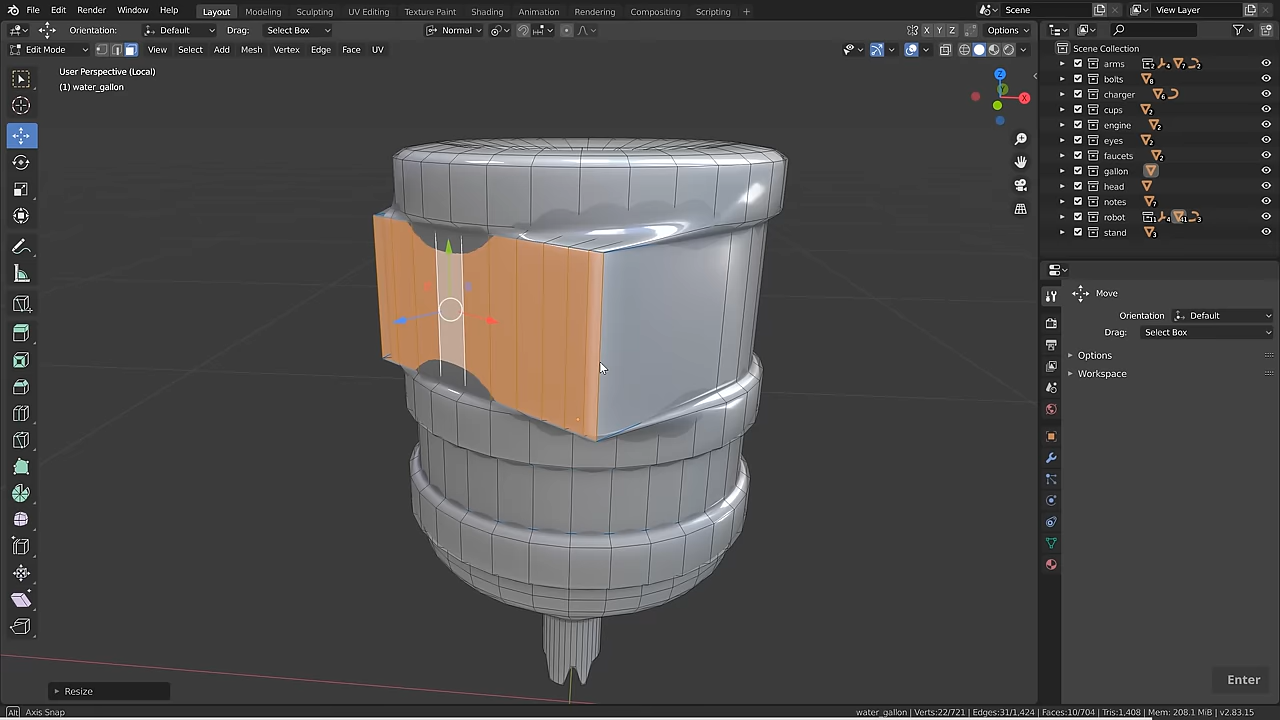 File Edit Render Window Help Layout Modeling Sculpting UV Editing Texture Paint Shading Animation Rendering Compositing Scripting + Scene View Layer
Orientation: Default Drag: Select Box Normal X Y Z Options
Edit Mode View Select Add Mesh Vertex Edge Face UV
User Perspective (Local)
(1) water_gallon
Z
Y
X
Scene Collection
arms
bolts
charger
cups
engine
eyes
faucets
gallon
head
notes
robot
stand
Move
Orientation Default
Drag: Select Box
Options
Workspace
Resize
Enter
Alt Axis Snap
water_gallon | Verts:22/721 | Edges:31/1,424 | Faces:10/704 | Tris:1,408 | Mem: 208.1 MiB | v2.83.15